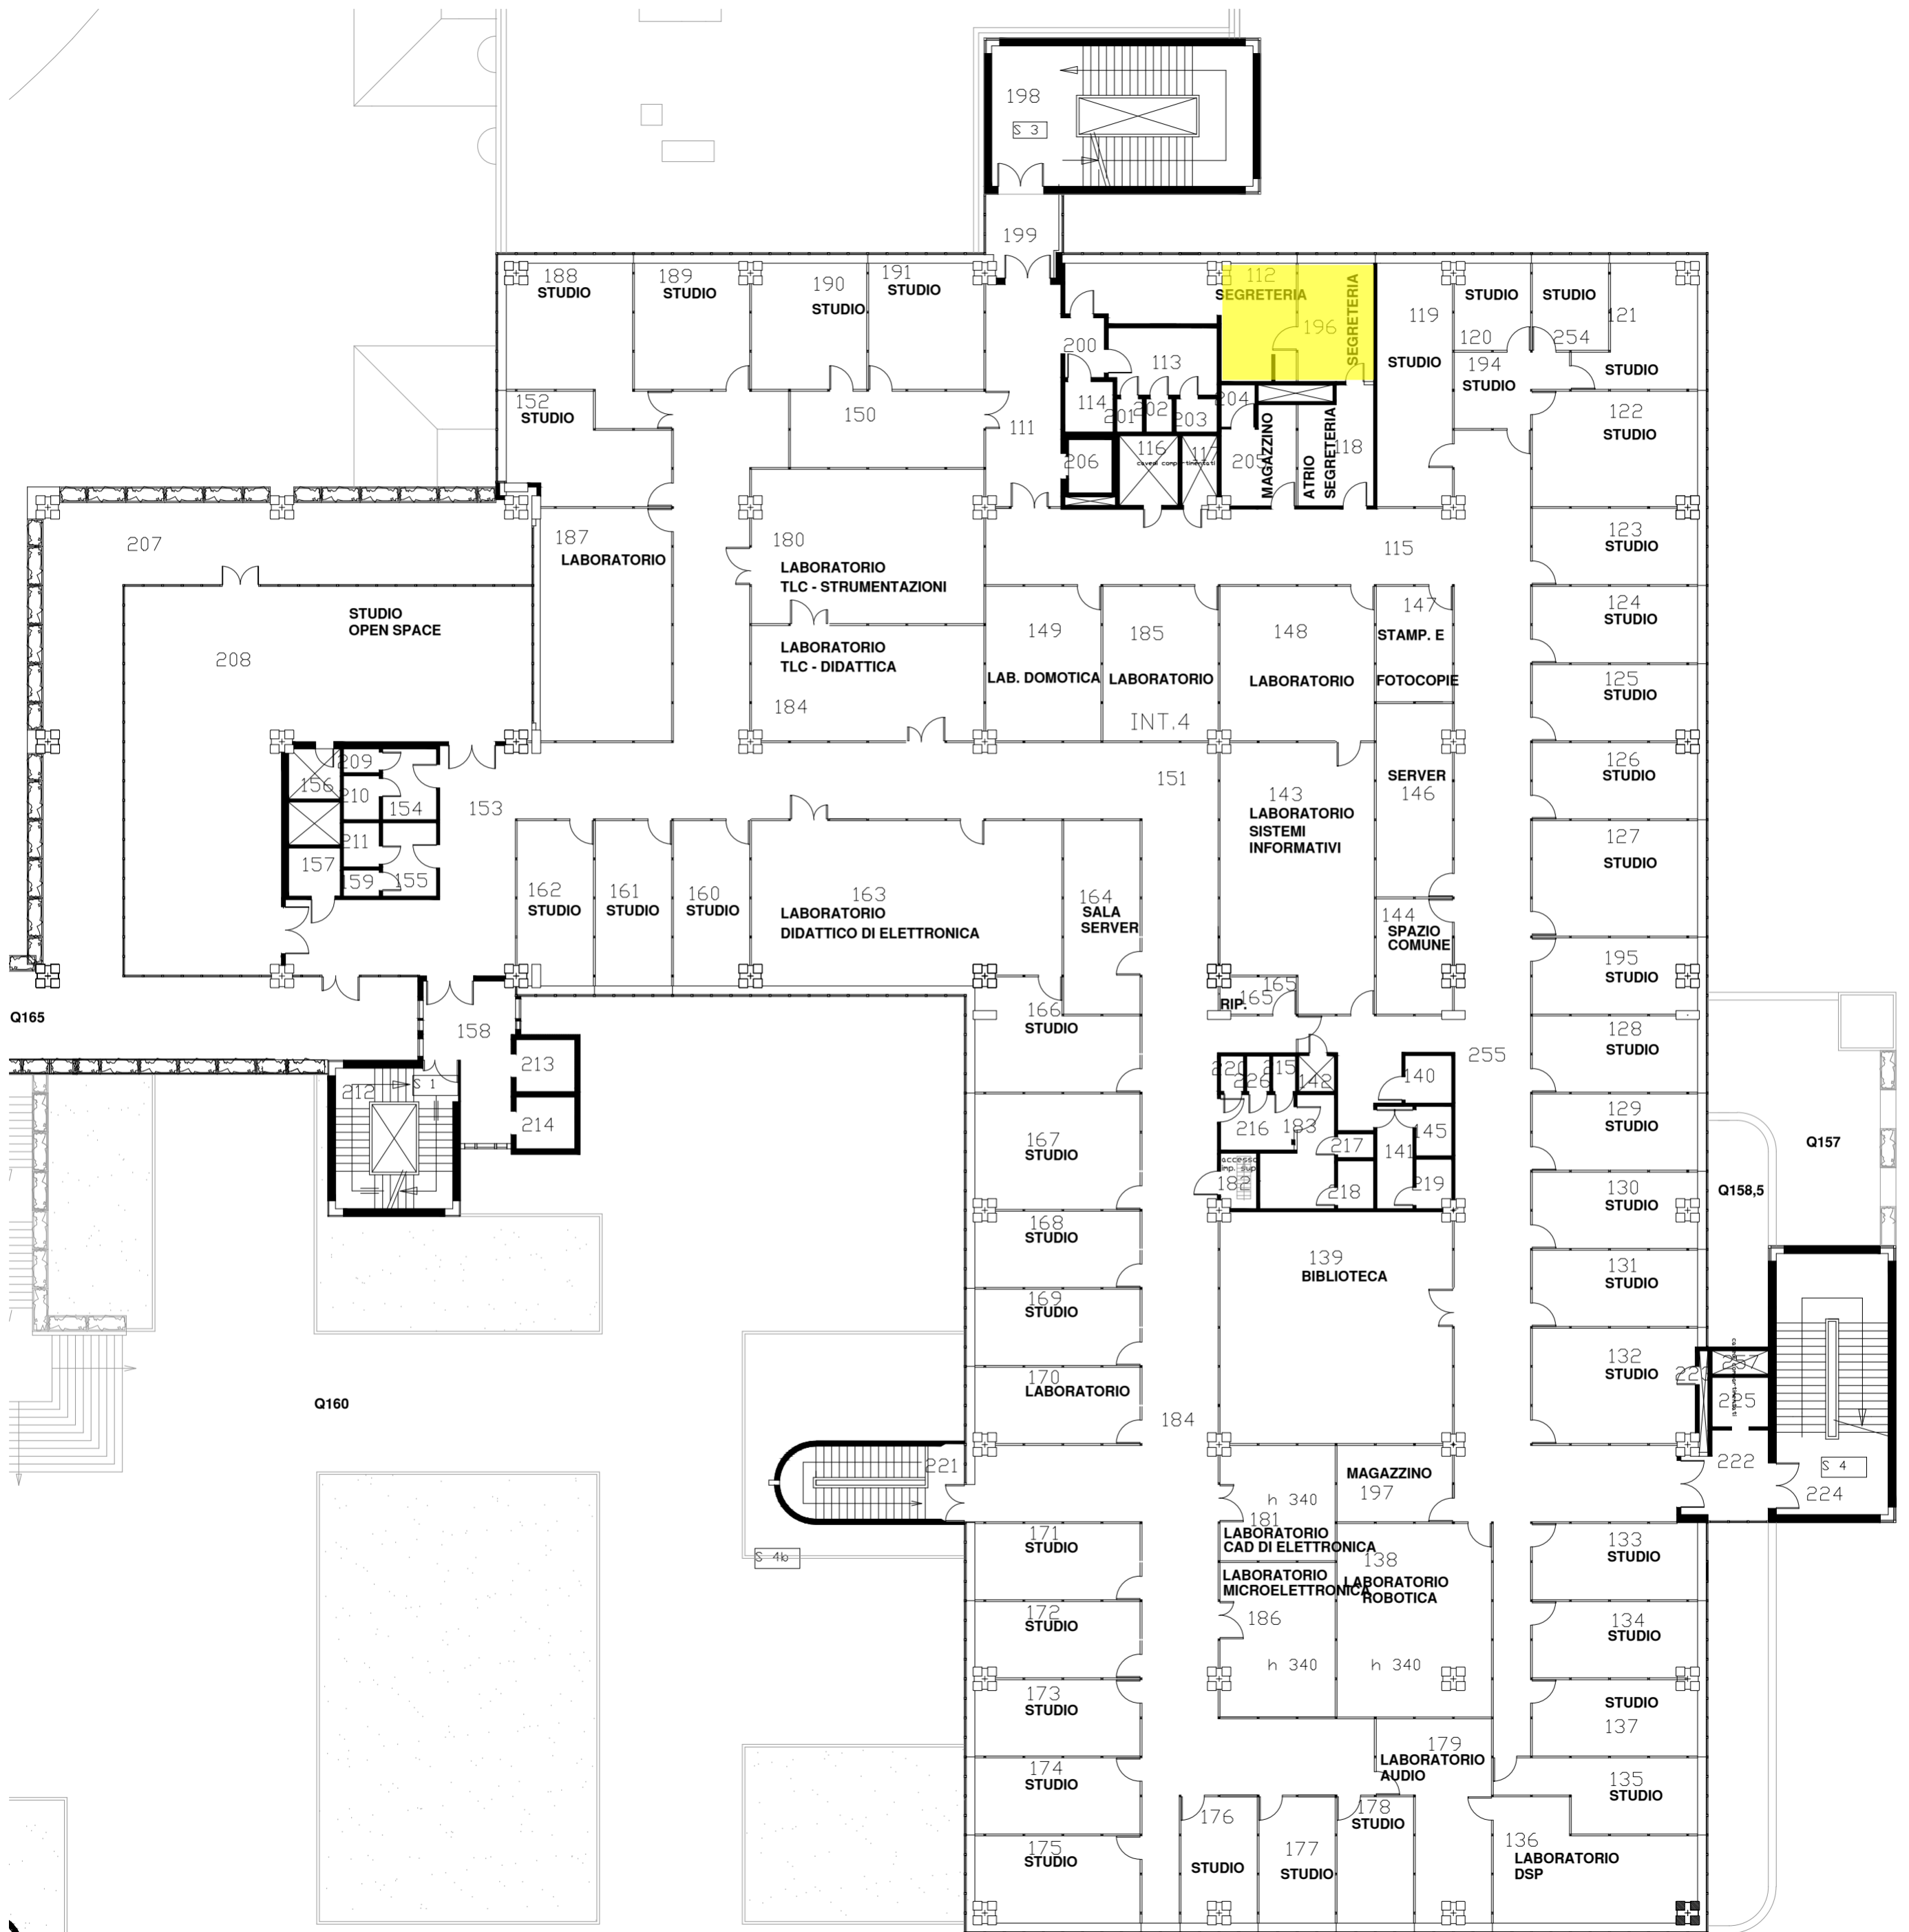 198
S 3
199
188
STUDIO
189
STUDIO
190
STUDIO
191
STUDIO
112
SEGRETERIA
196
SEGRETERIA
119
STUDIO
STUDIO
120
STUDIO
254
121
STUDIO
194
STUDIO
200
113
114
201
202
203
204
152
STUDIO
150
111
206
116
117
205
MAGAZZINO
ATRIO
SEGRETERIA
118
122
STUDIO
207
187
LABORATORIO
180
LABORATORIO
TLC - STRUMENTAZIONI
115
123
STUDIO
STUDIO
OPEN SPACE
208
LABORATORIO
TLC - DIDATTICA
184
149
LAB. DOMOTICA
185
LABORATORIO
INT.4
148
LABORATORIO
147
STAMP. E
FOTOCOPIE
124
STUDIO
125
STUDIO
156
209
210
154
211
157
159
155
153
151
143
LABORATORIO
SISTEMI
INFORMATIVI
SERVER
146
126
STUDIO
127
STUDIO
162
STUDIO
161
STUDIO
160
STUDIO
163
LABORATORIO
DIDATTICO DI ELETTRONICA
164
SALA
SERVER
144
SPAZIO
COMUNE
195
STUDIO
Q165
158
213
214
212
S 1
166
STUDIO
RIP.
165
165
255
128
STUDIO
220
226
215
142
140
216
183
217
141
145
182
218
219
167
STUDIO
129
STUDIO
Q157
130
STUDIO
Q158,5
168
STUDIO
139
BIBLIOTECA
131
STUDIO
169
STUDIO
132
STUDIO
225
170
LABORATORIO
Q160
184
221
S 4b
MAGAZZINO
197
h 340
181
LABORATORIO
CAD DI ELETTRONICA
222
S 4
224
171
STUDIO
LABORATORIO
MICROELETTRONICA
186
h 340
138
LABORATORIO
ROBOTICA
h 340
133
STUDIO
172
STUDIO
134
STUDIO
173
STUDIO
STUDIO
137
174
STUDIO
179
LABORATORIO
AUDIO
135
STUDIO
175
STUDIO
176
STUDIO
177
STUDIO
178
STUDIO
136
LABORATORIO
DSP